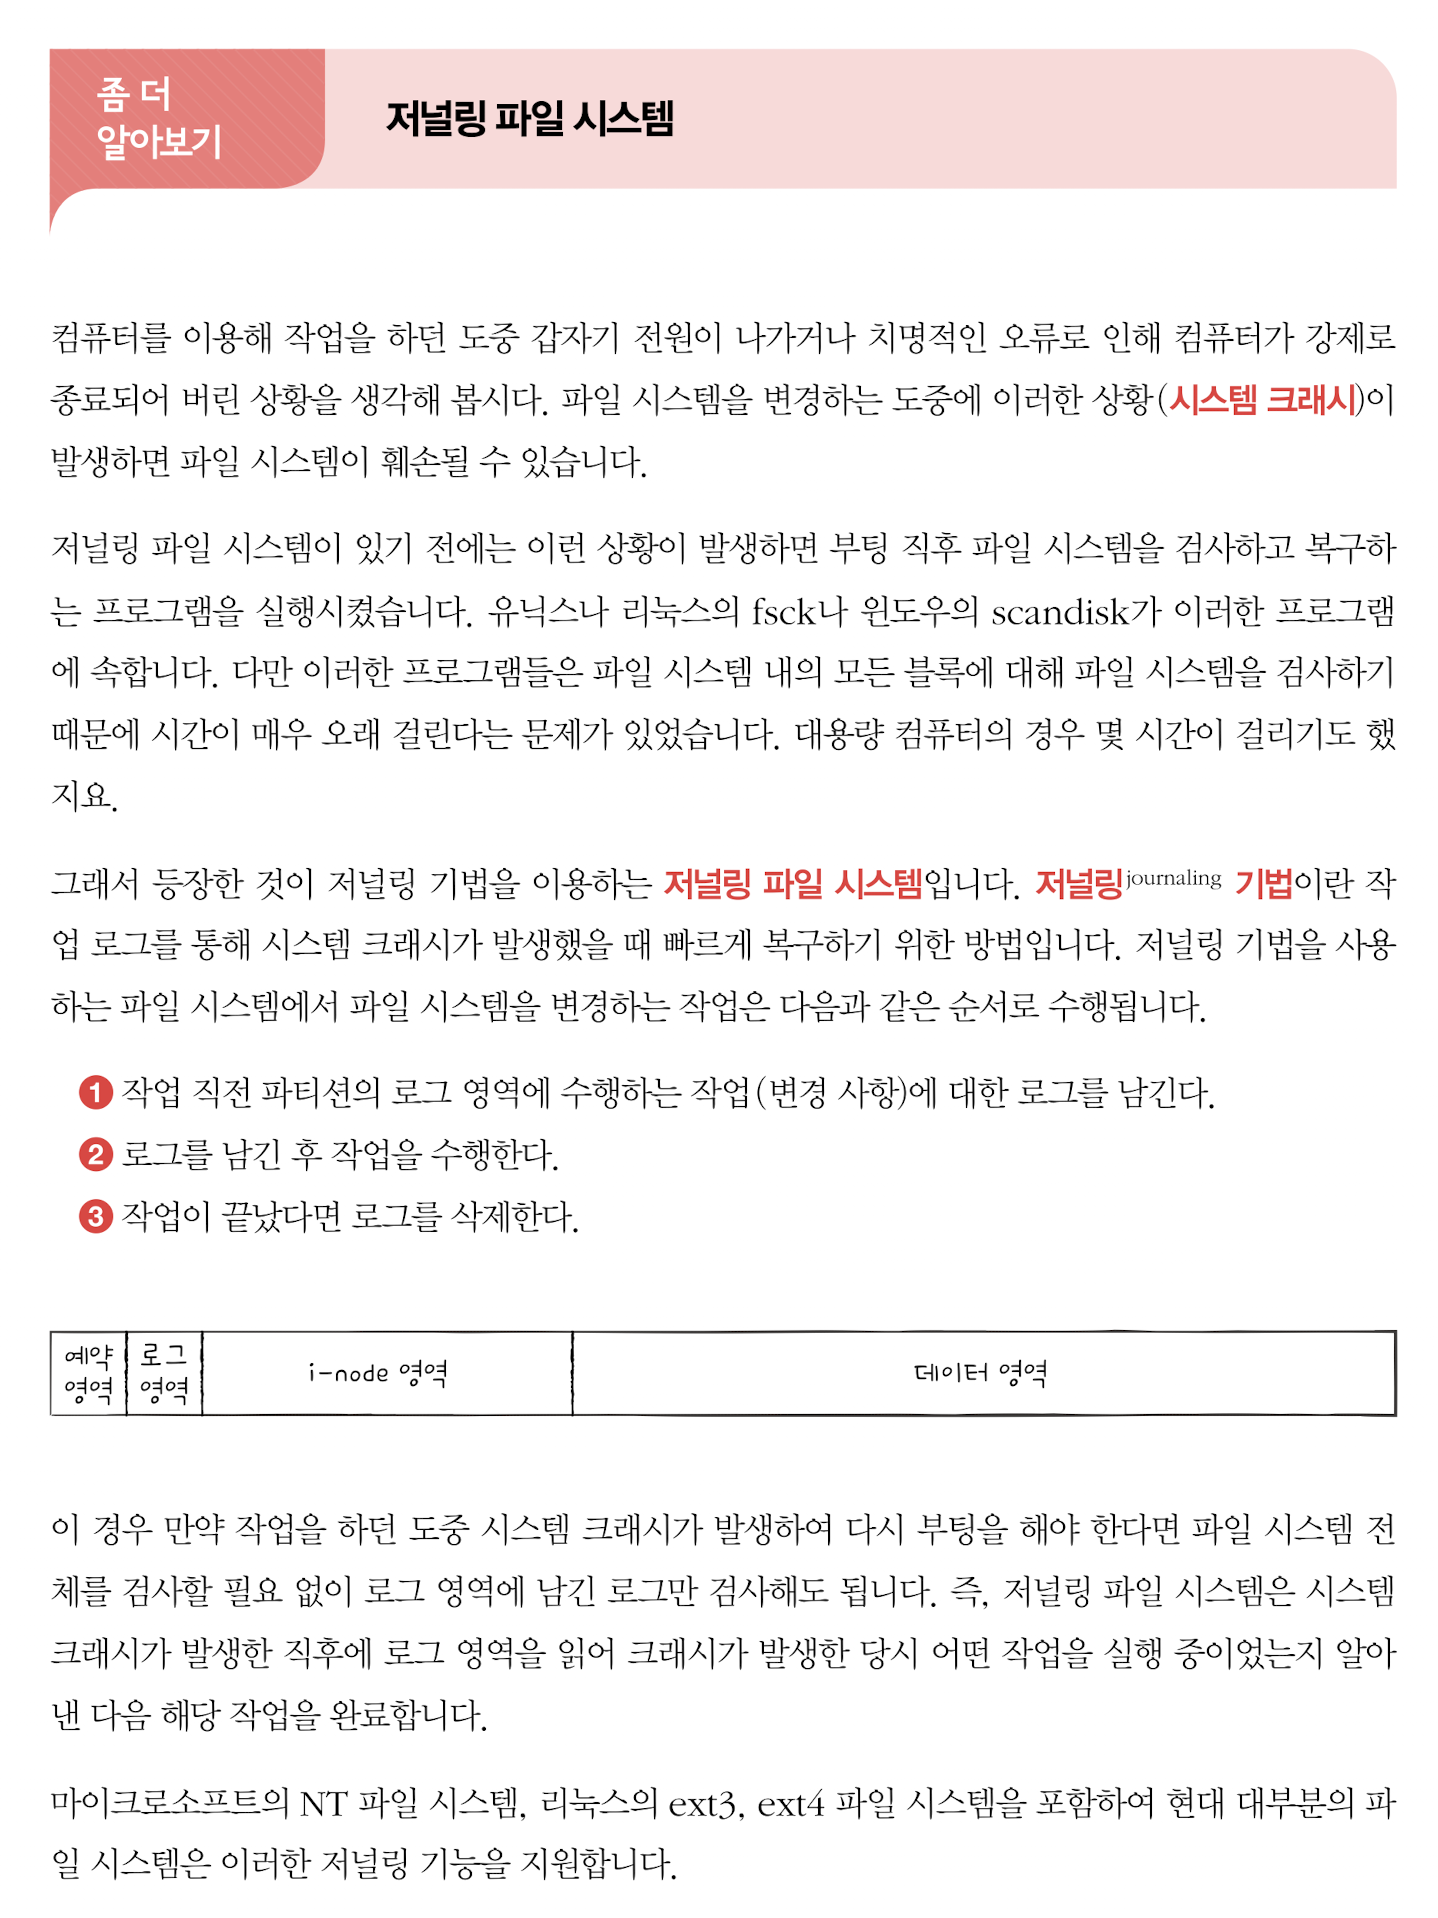 좀 더
알아보기
저널링 파일 시스템
컴퓨터를 이용해 작업을 하던 도중 갑자기 전원이 나가거나 치명적인 오류로 인해 컴퓨터가 강제로
종료되어 버린 상황을 생각해 봅시다. 파일 시스템을 변경하는 도중에 이러한 상황(시스템 크래시)이
발생하면 파일 시스템이 훼손될 수 있습니다.
저널링 파일 시스템이 있기 전에는 이런 상황이 발생하면 부팅 직후 파일 시스템을 검사하고 복구하
는 프로그램을 실행시켰습니다. 유닉스나 리눅스의 fsck나 윈도우의 scandisk가 이러한 프로그램
에 속합니다. 다만 이러한 프로그램들은 파일 시스템 내의 모든 블록에 대해 파일 시스템을 검사하기
때문에 시간이 매우 오래 걸린다는 문제가 있었습니다. 대용량 컴퓨터의 경우 몇 시간이 걸리기도 했
지요.
그래서 등장한 것이 저널링 기법을 이용하는 저널링 파일 시스템입니다. 저널링journaling 기법이란 작
업 로그를 통해 시스템 크래시가 발생했을 때 빠르게 복구하기 위한 방법입니다. 저널링 기법을 사용
하는 파일 시스템에서 파일 시스템을 변경하는 작업은 다음과 같은 순서로 수행됩니다.
1 작업 직전 파티션의 로그 영역에 수행하는 작업(변경 사항)에 대한 로그를 남긴다.
2 로그를 남긴 후 작업을 수행한다.
3 작업이 끝났다면 로그를 삭제한다.
예약
영역
로그
영역
i-node 영역
데이터 영역
이 경우 만약 작업을 하던 도중 시스템 크래시가 발생하여 다시 부팅을 해야 한다면 파일 시스템 전
체를 검사할 필요 없이 로그 영역에 남긴 로그만 검사해도 됩니다. 즉, 저널링 파일 시스템은 시스템
크래시가 발생한 직후에 로그 영역을 읽어 크래시가 발생한 당시 어떤 작업을 실행 중이었는지 알아
낸 다음 해당 작업을 완료합니다.
마이크로소프트의 NT 파일 시스템, 리눅스의 ext3, ext4 파일 시스템을 포함하여 현대 대부분의 파
일 시스템은 이러한 저널링 기능을 지원합니다.